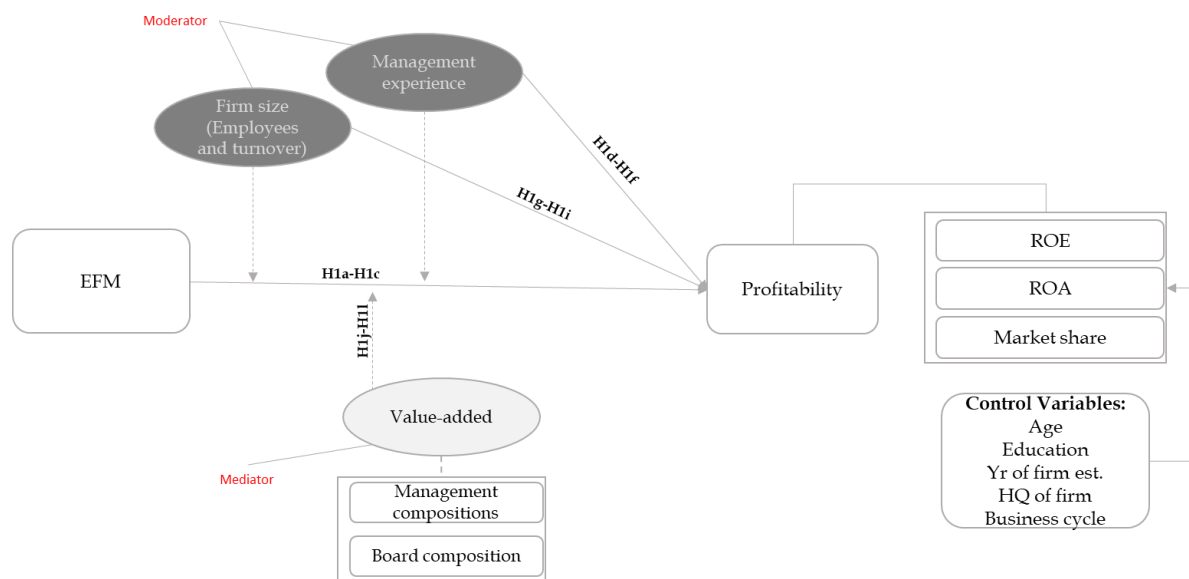 Moderator
Management
experience
Firm size
(Employees
and turnover)
H1d-H1f
H1g-H1i
EFM
H1a-H1c
Profitability
ROE
ROA
Market share
H1j-H1l
Value-added
Mediator
Management
compositions
Board composition
Control Variables:
Age
Education
Yr of firm est.
HQ of firm
Business cycle